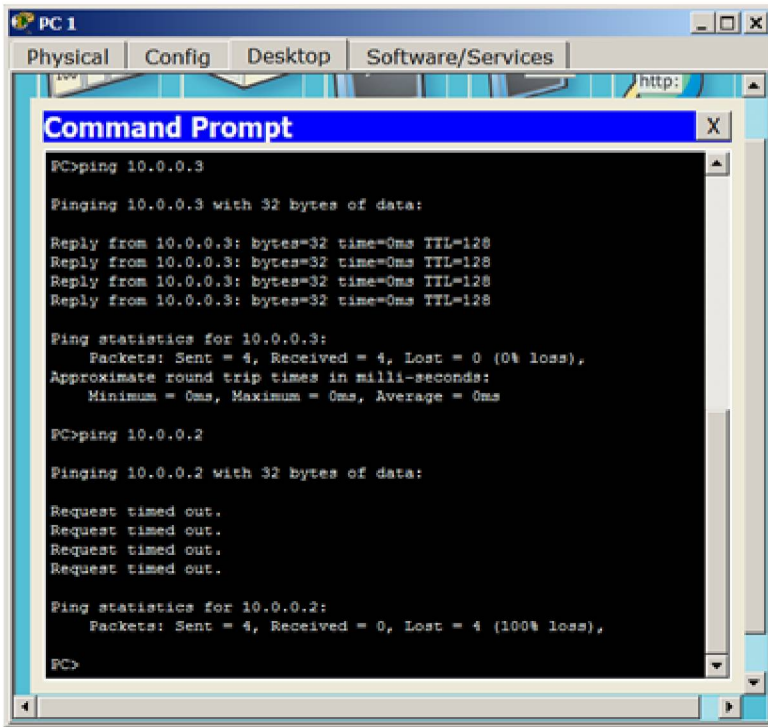 PC 1
Physical Config Desktop Software/Services
100
http:
Command Prompt
X
PC>ping 10.0.0.3
Pinging 10.0.0.3 with 32 bytes of data:
Reply from 10.0.0.3: bytes=32 time=0ms TTL=128
Reply from 10.0.0.3: bytes=32 time=0ms TTL=128
Reply from 10.0.0.3: bytes=32 time=0ms TTL=128
Reply from 10.0.0.3: bytes=32 time=0ms TTL=128
Ping statistics for 10.0.0.3:
Packets: Sent = 4, Received = 4, Lost = 0 (0% loss),
Approximate round trip times in milli-seconds:
Minimum = 0ms, Maximum = 0ms, Average = 0ms
PC>ping 10.0.0.2
Pinging 10.0.0.2 with 32 bytes of data:
Request timed out.
Request timed out.
Request timed out.
Request timed out.
Ping statistics for 10.0.0.2:
Packets: Sent = 4, Received = 0, Lost = 4 (100% loss),
PC>